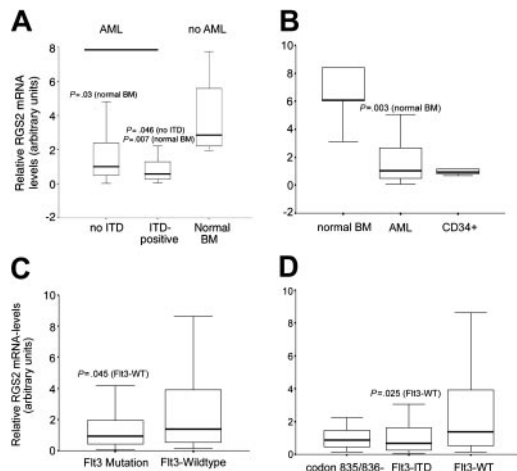 A
AML
no AML
Relative RGS2 mRNA
levels (arbitrary units)
8
6
4
2
0
-2
P=.03 (normal BM)
P= .046 (no ITD)
P=.007 (normal BM)
no ITD
ITD-
positive
Normal
BM
B
10
8
6
4
2
0
-2
P=.003 (normal BM)
normal BM
AML
CD34+
C
Relative RGS2 mRNA-levels
(arbitrary units)
10
8
6
4
2
0
P=.045 (Flt3-WT)
Flt3 Mutation
Flt3-Wildtype
D
10
8
6
4
2
0
P=.025 (Flt3-WT)
codon 835/836-
Flt3-ITD
Flt3-WT